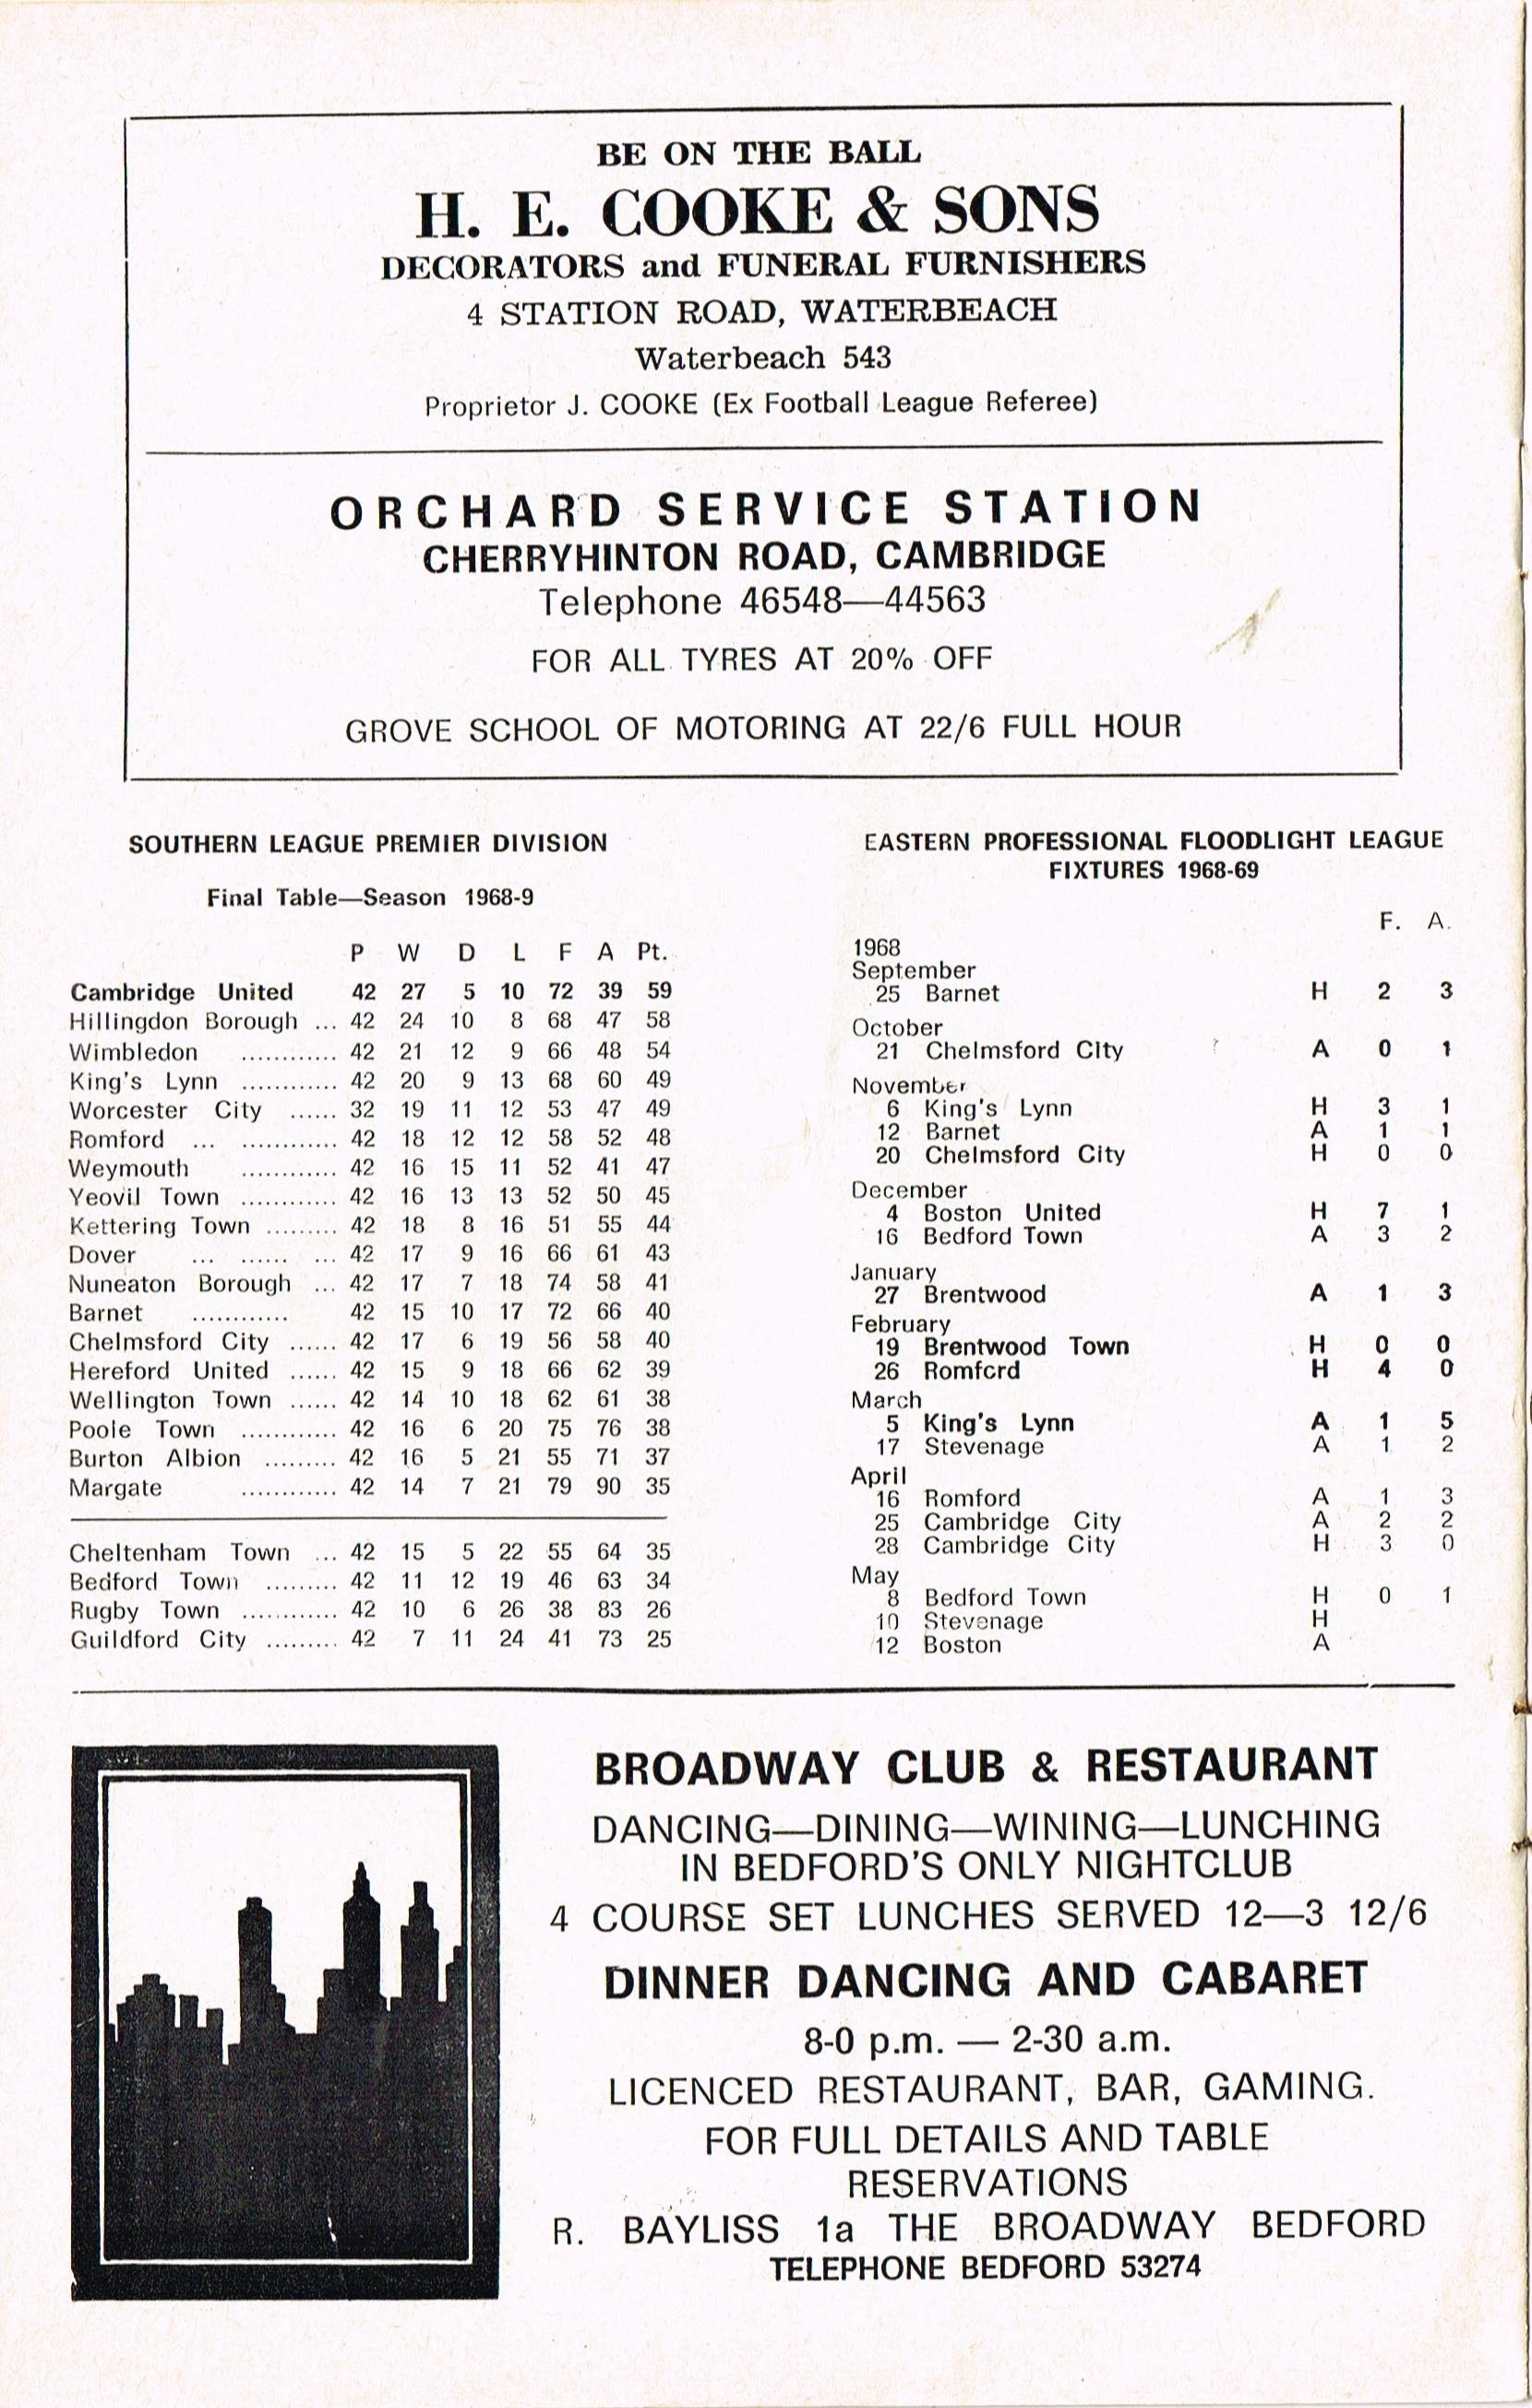 BE ON THE BALL
H. E. COOKE & SONS
DECORATORS and FUNERAL FURNISHERS
4 STATION ROAD, WATERBEACH
Waterbeach 543
Proprietor J. COOKE (Ex Football League Referee)
ORCHARD SERVICE STATION
CHERRYHINTON ROAD, CAMBRIDGE
Telephone 46548—44563
FOR ALL TYRES AT 20% OFF
GROVE SCHOOL OF MOTORING AT 22/6 FULL HOUR
SOUTHERN LEAGUE PREMIER DIVISION
Final Table—Season 1968-9
P W D L F A Pt.
Cambridge United 42 27 5 10 72 39 59
Hillingdon Borough ... 42 24 10 8 68 47 58
Wimbledon ............ 42 21 12 9 66 48 54
King's Lynn ............ 42 20 9 13 68 60 49
Worcester City ...... 32 19 11 12 53 47 49
Romford ... ............ 42 18 12 12 58 52 48
Weymouth ............ 42 16 15 11 52 41 47
Yeovil Town ............ 42 16 13 13 52 50 45
Kettering Town ......... 42 18 8 16 51 55 44
Dover ... ...... ... 42 17 9 16 66 61 43
Nuneaton Borough ... 42 17 7 18 74 58 41
Barnet ............ 42 15 10 17 72 66 40
Chelmsford City ...... 42 17 6 19 56 58 40
Hereford United ...... 42 15 9 18 66 62 39
Wellington Town ...... 42 14 10 18 62 61 38
Poole Town ............ 42 16 6 20 75 76 38
Burton Albion ......... 42 16 5 21 55 71 37
Margate ............ 42 14 7 21 79 90 35
Cheltenham Town ... 42 15 5 22 55 64 35
Bedford Town ......... 42 11 12 19 46 63 34
Rugby Town ............ 42 10 6 26 38 83 26
Guildford City ......... 42 7 11 24 41 73 25
EASTERN PROFESSIONAL FLOODLIGHT LEAGUE
FIXTURES 1968-69
F. A.
1968
September
25 Barnet H 2 3
October
21 Chelmsford City A 0 1
November
6 King's Lynn H 3 1
12 Barnet A 1 1
20 Chelmsford City H 0 0
December
4 Boston United H 7 1
16 Bedford Town A 3 2
January
27 Brentwood A 1 3
February
19 Brentwood Town H 0 0
26 Romfcrd H 4 0
March
5 King's Lynn A 1 5
17 Stevenage A 1 2
April
16 Romford A 1 3
25 Cambridge City A 2 2
28 Cambridge City H 3 0
May
8 Bedford Town H 0 1
10 Stevenage H
12 Boston A
BROADWAY CLUB & RESTAURANT
DANCING—DINING—WINING—LUNCHING
IN BEDFORD'S ONLY NIGHTCLUB
4 COURSE SET LUNCHES SERVED 12—3 12/6
DINNER DANCING AND CABARET
8-0 p.m. — 2-30 a.m.
LICENCED RESTAURANT, BAR, GAMING.
FOR FULL DETAILS AND TABLE
RESERVATIONS
R. BAYLISS 1a THE BROADWAY BEDFORD
TELEPHONE BEDFORD 53274